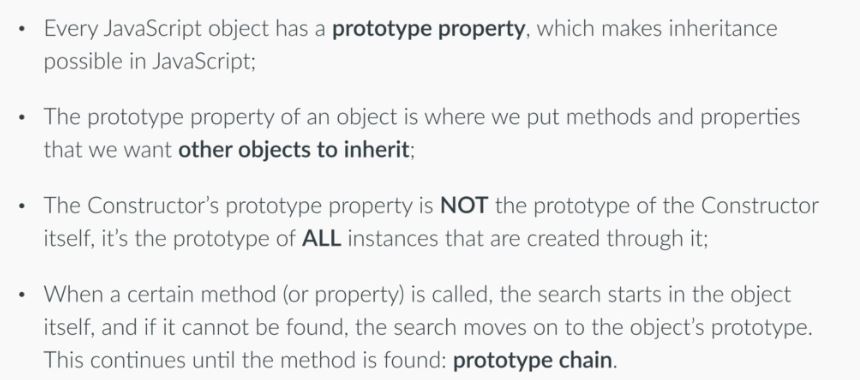 • Every JavaScript object has a prototype property, which makes inheritance
possible in JavaScript;
• The prototype property of an object is where we put methods and properties
that we want other objects to inherit;
• The Constructor's prototype property is NOT the prototype of the Constructor
itself, it's the prototype of ALL instances that are created through it;
• When a certain method (or property) is called, the search starts in the object
itself, and if it cannot be found, the search moves on to the object's prototype.
This continues until the method is found: prototype chain.